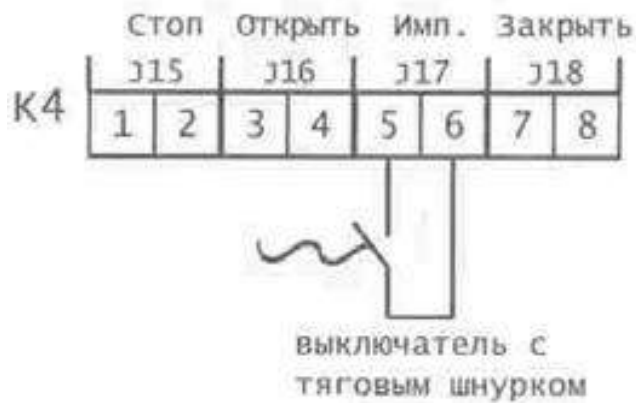 Стоп Открыть Имп. Закрыть
J15 J16 J17 J18
К4 1 2 3 4 5 6 7 8
выключатель с
тяговым шнурком